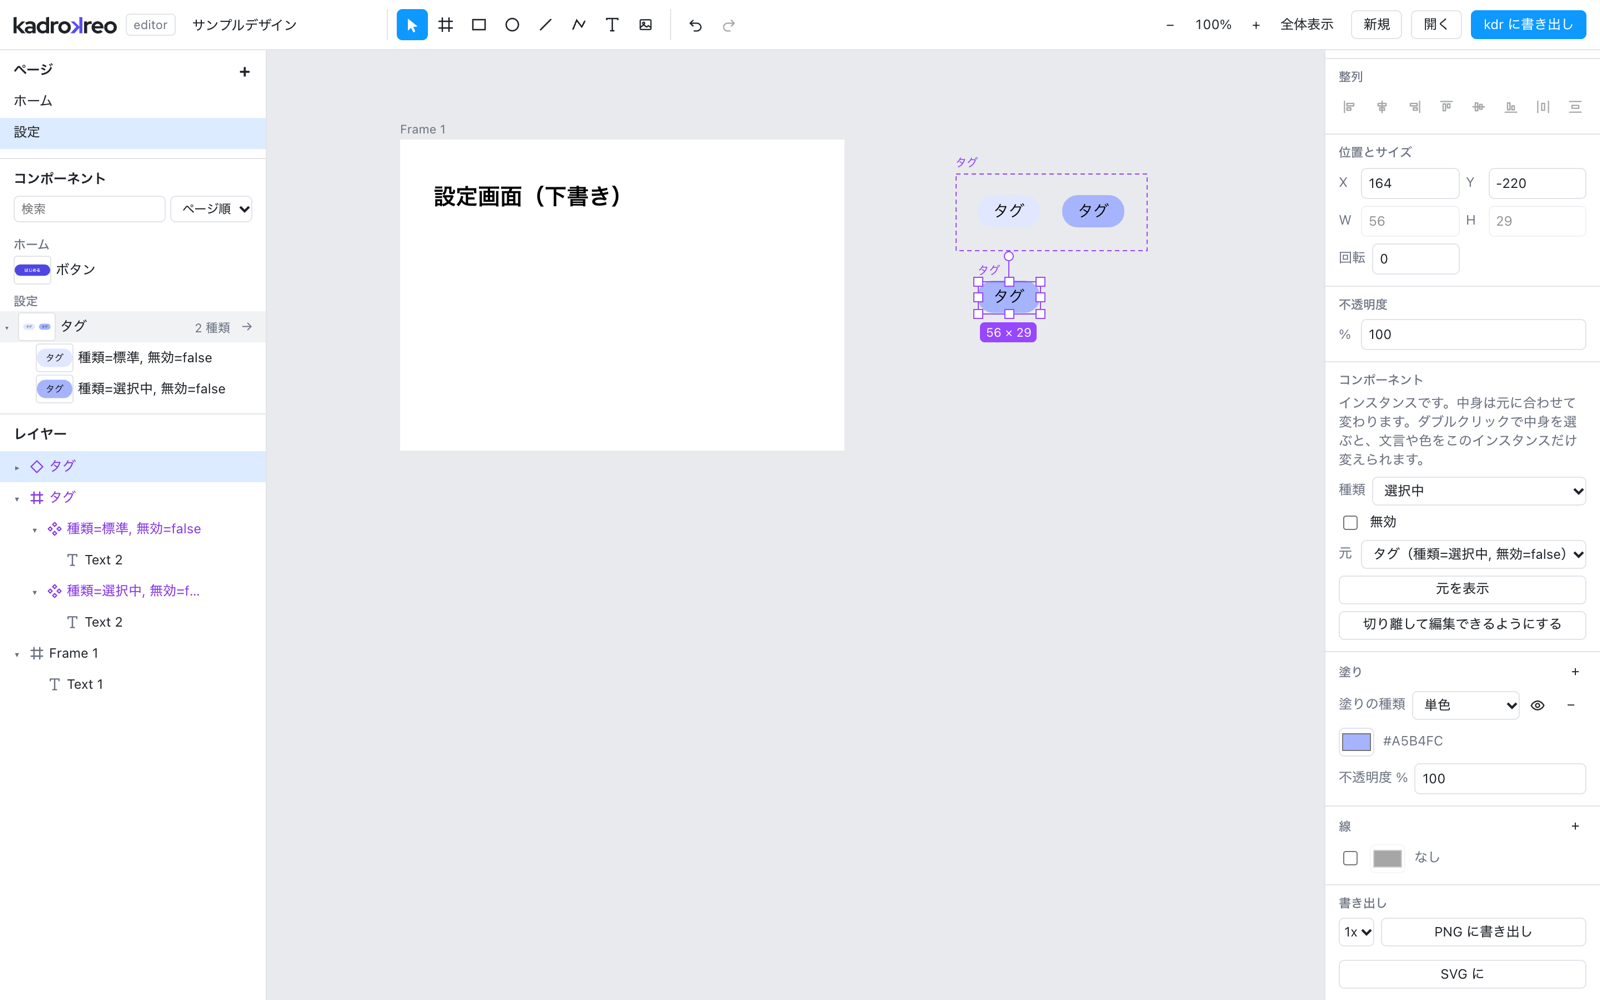 kadrokreo editor サンプルデザイン
− 100% + 全体表示 新規 開く kdr に書き出し
ページ +
ホーム
設定
コンポーネント
検索 ページ順
ホーム
はじめる ボタン
設定
タグ タグ タグ 2 種類 →
タグ 種類=標準, 無効=false
タグ 種類=選択中, 無効=false
レイヤー
タグ
タグ
種類=標準, 無効=false
Text 2
種類=選択中, 無効=f...
Text 2
Frame 1
Text 1
Frame 1
設定画面（下書き）
タグ
タグ タグ
タグ
タグ
56 × 29
整列
位置とサイズ
X 164 Y -220
W 56 H 29
回転 0
不透明度
% 100
コンポーネント
インスタンスです。中身は元に合わせて
変わります。ダブルクリックで中身を選
ぶと、文言や色をこのインスタンスだけ
変えられます。
種類 選択中
無効
元 タグ（種類=選択中, 無効=false）
元を表示
切り離して編集できるようにする
塗り +
塗りの種類 単色 −
#A5B4FC
不透明度 % 100
線 +
なし
書き出し
1x PNG に書き出し
SVG に